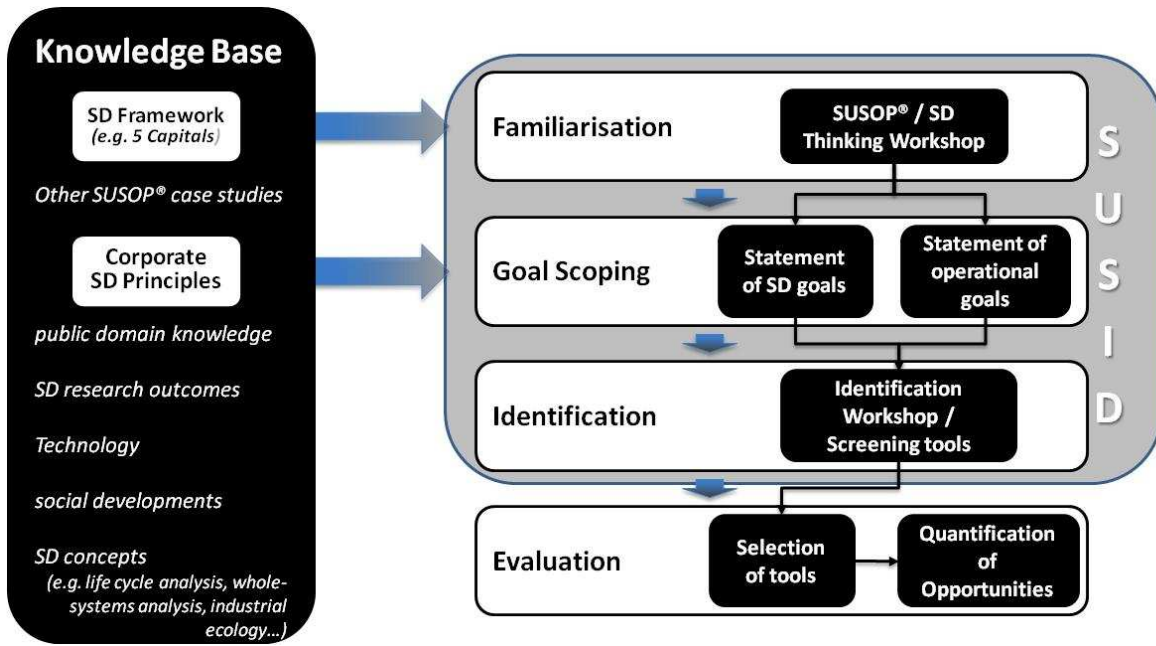 Knowledge Base
SD Framework
(e.g. 5 Capitals)
Other SUSOP® case studies
Corporate
SD Principles
public domain knowledge
SD research outcomes
Technology
social developments
SD concepts
(e.g. life cycle analysis, whole-
systems analysis, industrial
ecology...)
Familiarisation
SUSOP® / SD
Thinking Workshop
Goal Scoping
Statement
of SD goals
Statement of
operational
goals
Identification
Identification
Workshop /
Screening tools
Evaluation
Selection
of tools
Quantification
of
Opportunities
S
U
S
I
D